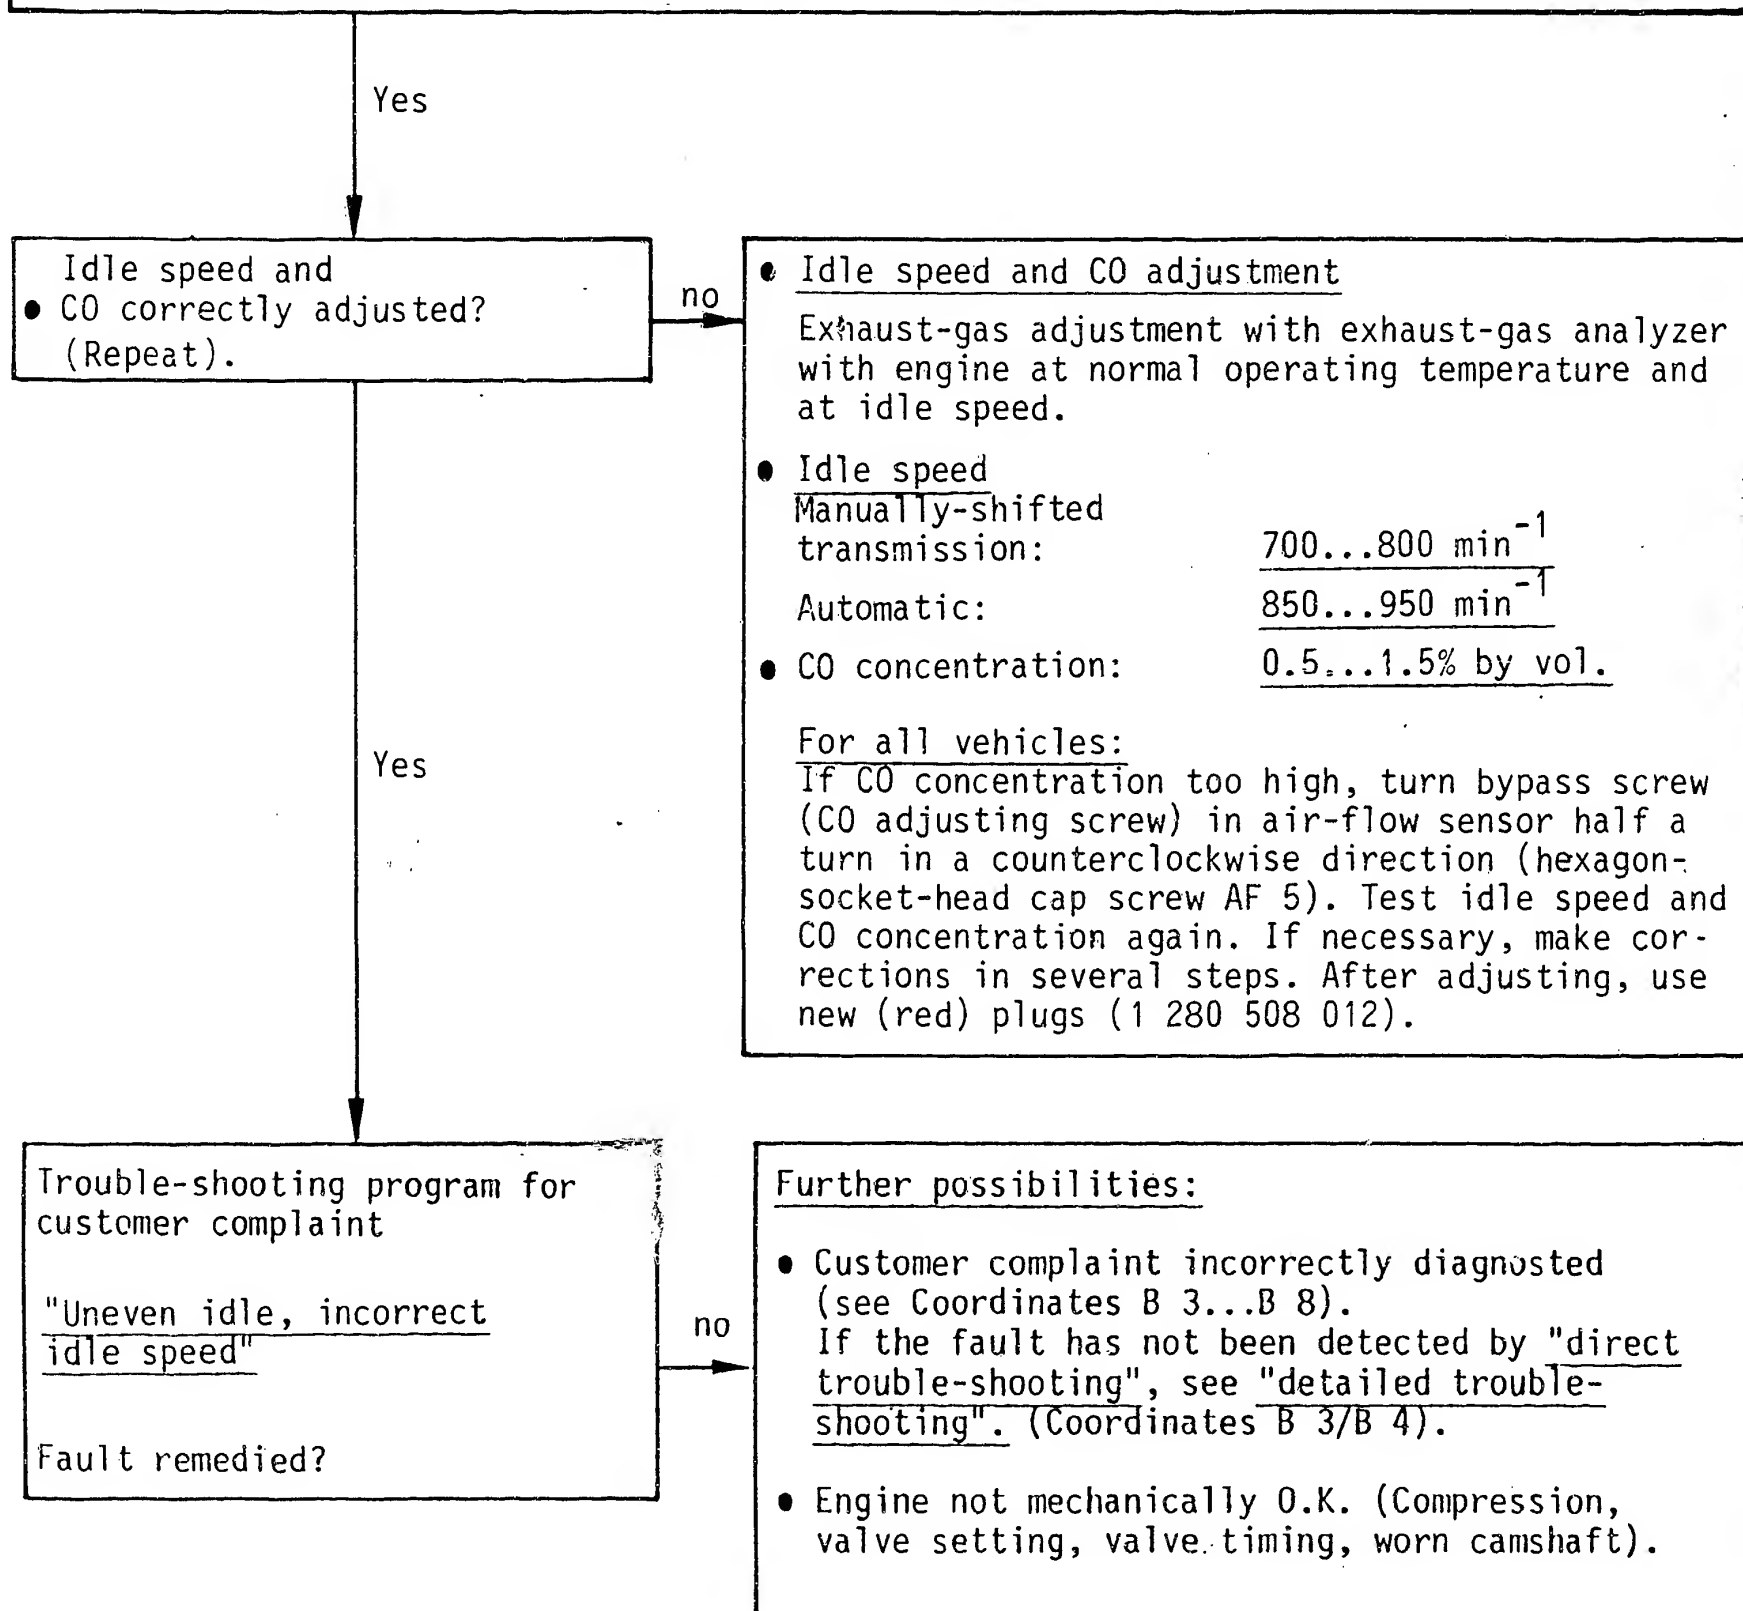 Yes
Idle speed and
● CO correctly adjusted?
(Repeat).
no
● Idle speed and CO adjustment
Exhaust-gas adjustment with exhaust-gas analyzer
with engine at normal operating temperature and
at idle speed.
● Idle speed
Manually-shifted
transmission: 700...800 min⁻¹
Automatic: 850...950 min⁻¹
● CO concentration: 0.5...1.5% by vol.
For all vehicles:
If CO concentration too high, turn bypass screw
(CO adjusting screw) in air-flow sensor half a
turn in a counterclockwise direction (hexagon-
socket-head cap screw AF 5). Test idle speed and
CO concentration again. If necessary, make cor-
rections in several steps. After adjusting, use
new (red) plugs (1 280 508 012).
Yes
Trouble-shooting program for
customer complaint
"Uneven idle, incorrect
idle speed"
Fault remedied?
no
Further possibilities:
● Customer complaint incorrectly diagnosted
(see Coordinates B 3...B 8).
If the fault has not been detected by "direct
trouble-shooting", see "detailed trouble-
shooting". (Coordinates B 3/B 4).
● Engine not mechanically O.K. (Compression,
valve setting, valve timing, worn camshaft).